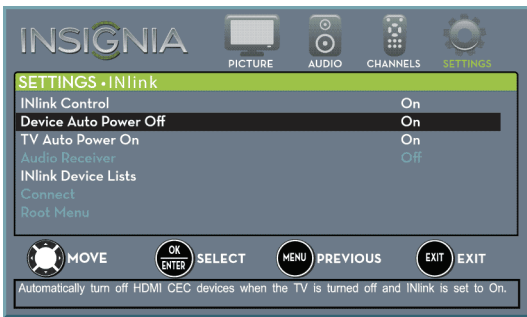 INSIGNIA
PICTURE AUDIO CHANNELS SETTINGS
SETTINGS • INlink
INlink Control On
Device Auto Power Off On
TV Auto Power On On
Audio Receiver Off
INlink Device Lists
Connect
Root Menu
MOVE OK ENTER SELECT MENU PREVIOUS EXIT EXIT
Automatically turn off HDMI CEC devices when the TV is turned off and INlink is set to On.